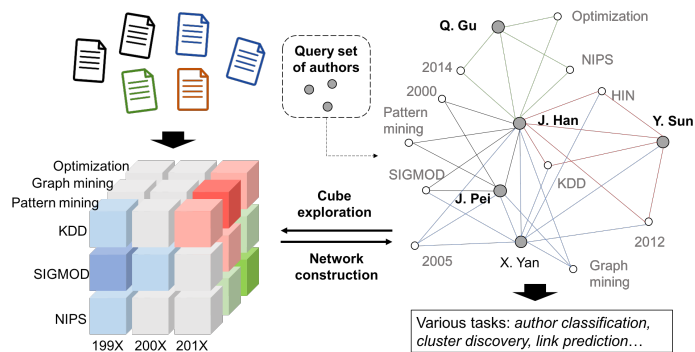 Query set
of authors
Optimization
Graph mining
Pattern mining
KDD
SIGMOD
NIPS
199X 200X 201X
Cube
exploration
Network
construction
Q. Gu
Optimization
2014
NIPS
2000
HIN
Pattern
mining
J. Han
Y. Sun
SIGMOD
J. Pei
KDD
2005
X. Yan
2012
Graph
mining
Various tasks: author classification,
cluster discovery, link prediction…